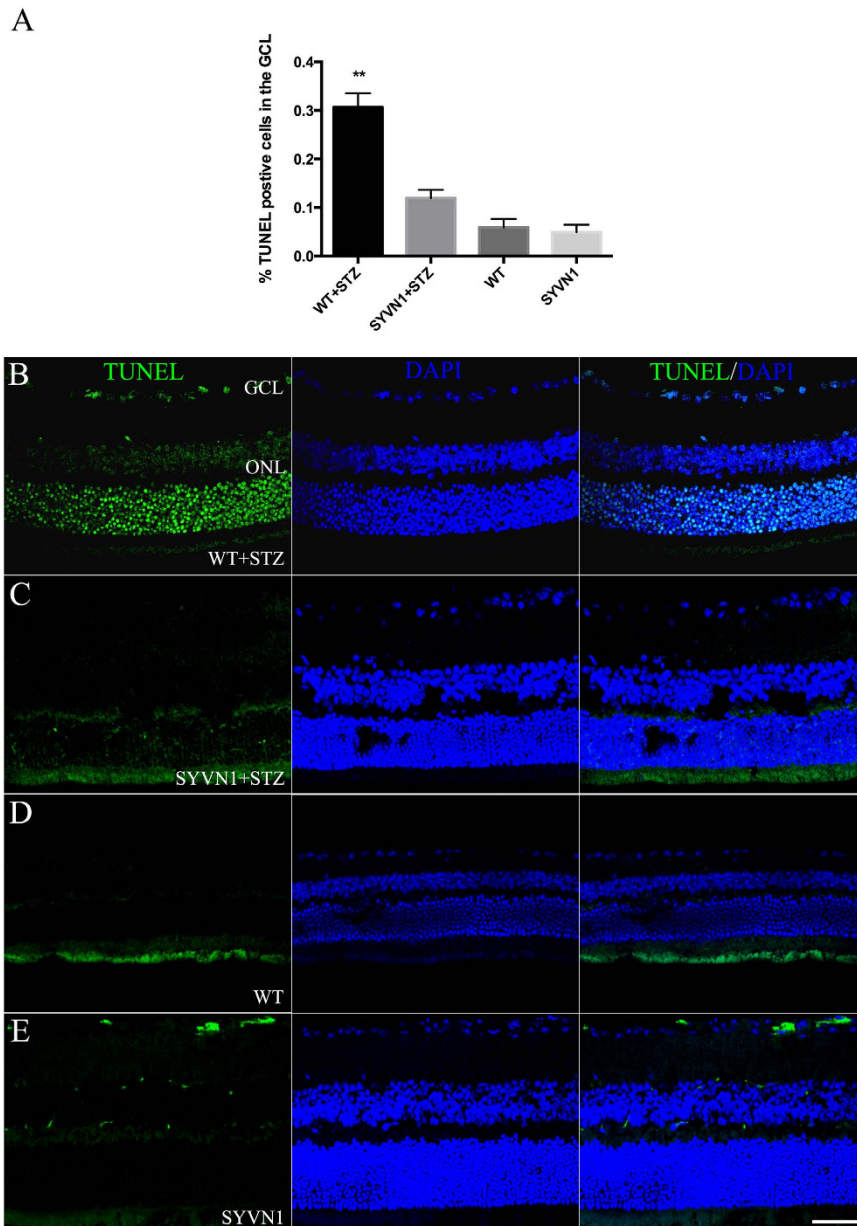 A
% TUNEL postive cells in the GCL
0.4
0.3
0.2
0.1
0.0
**
WT+STZ
SYVN1+STZ
WT
SYVN1
B
TUNEL
DAPI
TUNEL/DAPI
GCL
ONL
WT+STZ
C
SYVN1+STZ
D
WT
E
SYVN1